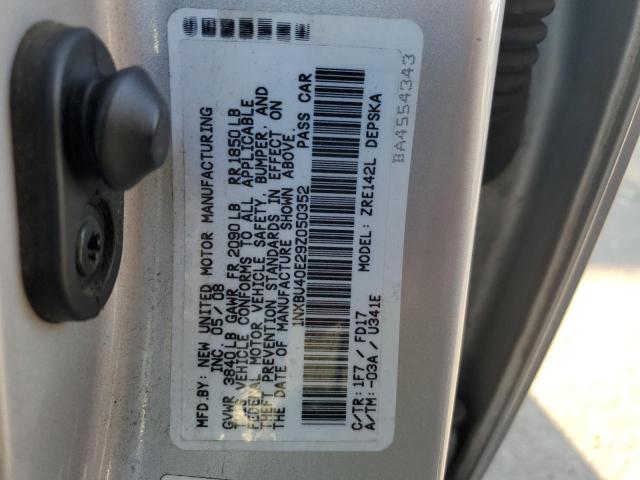 MFD.BY: NEW UNITED MOTOR MANUFACTURING
INC. 05/08
GVWR 3840LB GAWR FR 2090LB RR 1850LB
THIS VEHICLE CONFORMS TO ALL APPLICABLE
FEDERAL MOTOR VEHICLE SAFETY, BUMPER, AND
THEFT PREVENTION STANDARDS IN EFFECT ON
THE DATE OF MANUFACTURE SHOWN ABOVE.
1NXBU40E29Z050352 PASS CAR
C/TR: 1F7 / FD17 MODEL: ZRE142L DEPSKA
A/TM: -03A / U341E
BA4554343